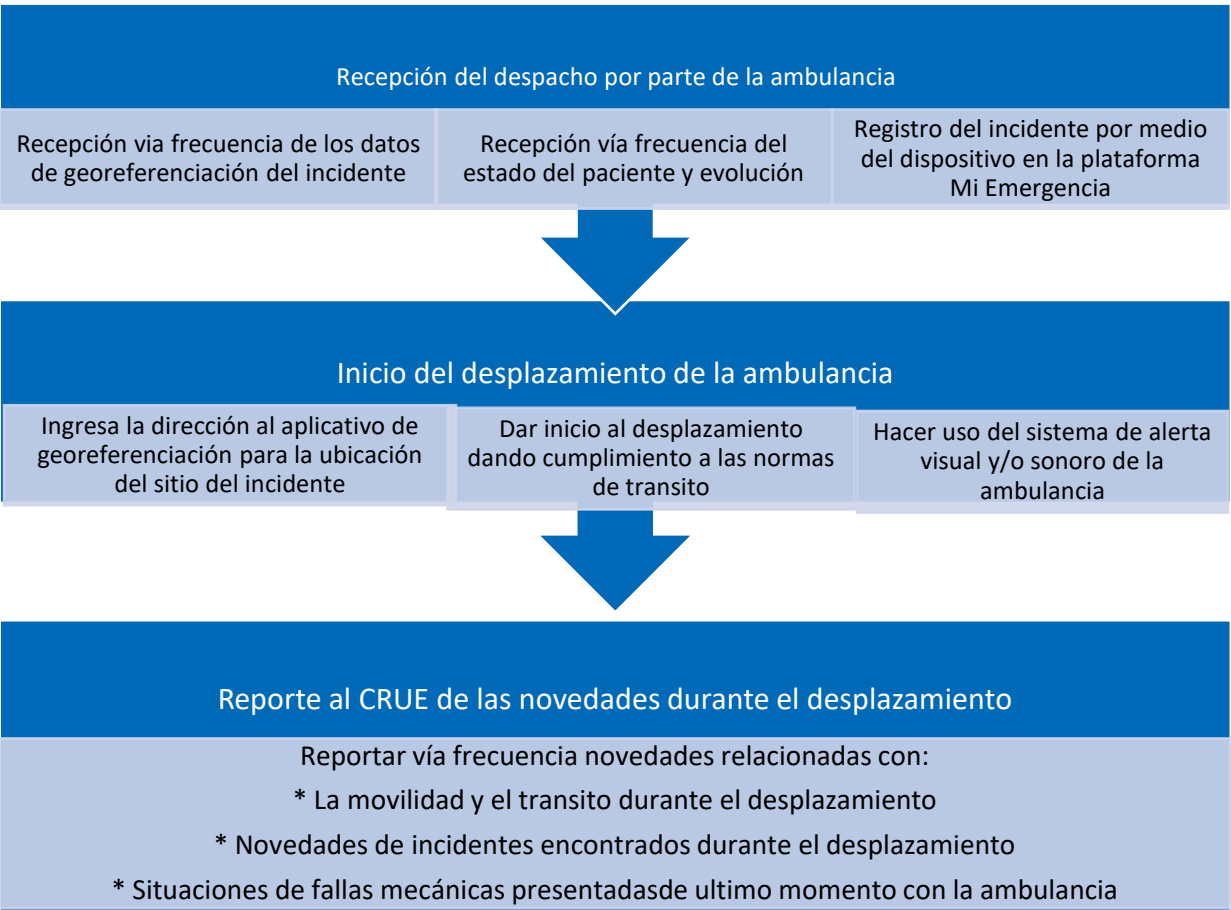 Recepción del despacho por parte de la ambulancia
Recepción via frecuencia de los datos
de georeferenciación del incidente
Recepción vía frecuencia del
estado del paciente y evolución
Registro del incidente por medio
del dispositivo en la plataforma
Mi Emergencia
Inicio del desplazamiento de la ambulancia
Ingresa la dirección al aplicativo de
georeferenciación para la ubicación
del sitio del incidente
Dar inicio al desplazamiento
dando cumplimiento a las normas
de transito
Hacer uso del sistema de alerta
visual y/o sonoro de la
ambulancia
Reporte al CRUE de las novedades durante el desplazamiento
Reportar vía frecuencia novedades relacionadas con:
* La movilidad y el transito durante el desplazamiento
* Novedades de incidentes encontrados durante el desplazamiento
* Situaciones de fallas mecánicas presentadasde ultimo momento con la ambulancia